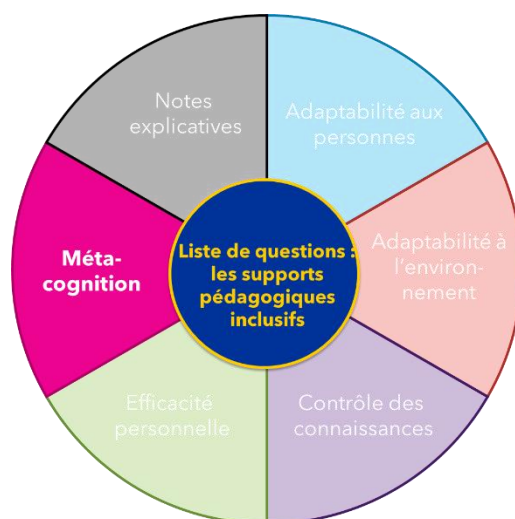 Notes
explicatives
Adaptabilité aux
personnes
Méta-
cognition
Liste de questions :
les supports
pédagogiques
inclusifs
Adaptabilité à
l'environ-
nement
Efficacité
personnelle
Contrôle des
connaissances